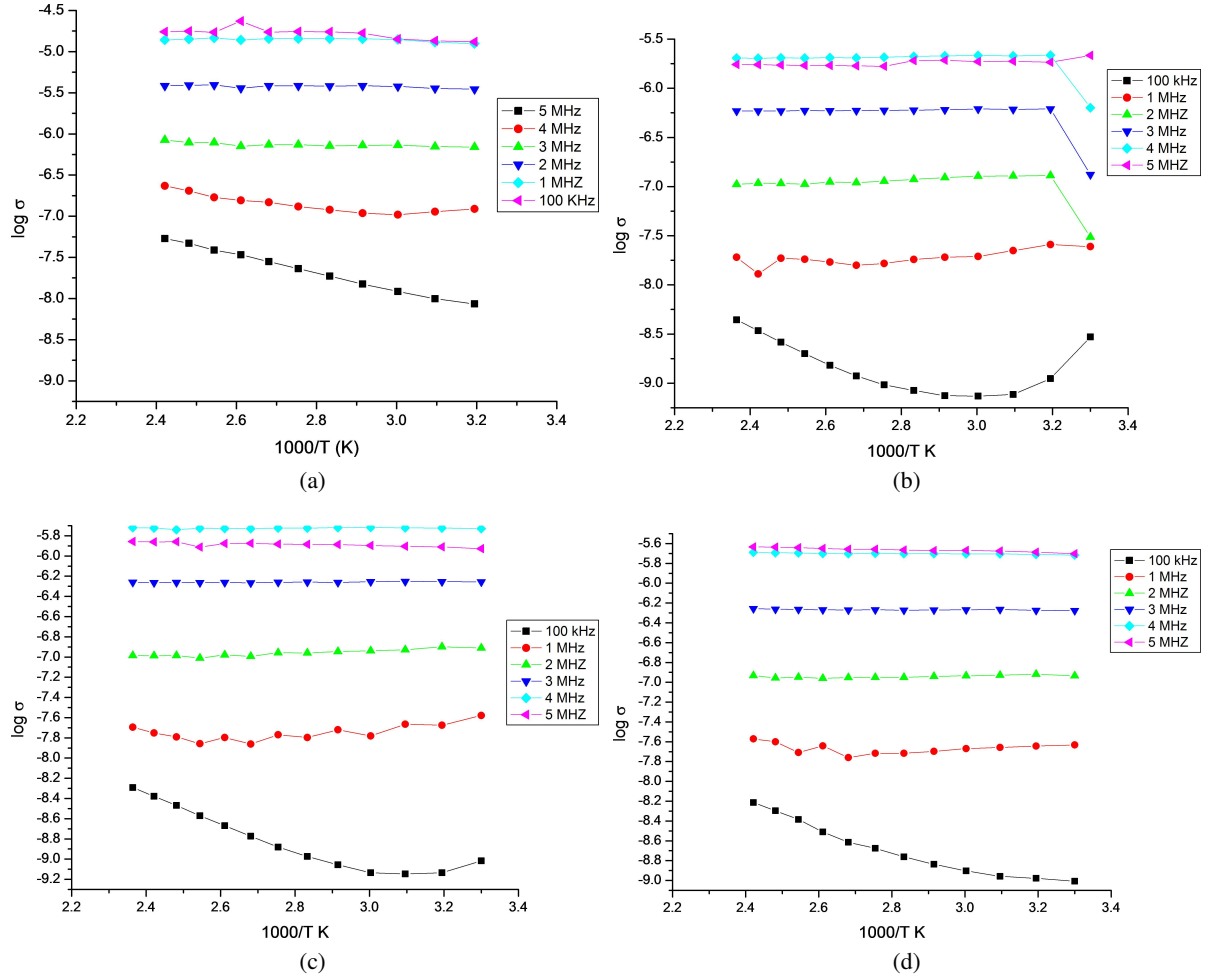 -4.5
-5.0
-5.5
-6.0
-6.5
-7.0
-7.5
-8.0
-8.5
-9.0
log σ
2.2 2.4 2.6 2.8 3.0 3.2
1000/T (K)
5 MHz
4 MHz
3 MHz
2 MHz
1 MHZ
100 KHz
(a)
-5.5
-6.0
-6.5
-7.0
-7.5
-8.0
-8.5
-9.0
log σ
2.2 2.4 2.6 2.8 3.0 3.2 3.4
1000/T K
100 kHz
1 MHz
2 MHZ
3 MHz
4 MHz
5 MHZ
(b)
-5.8
-6.0
-6.2
-6.4
-6.6
-6.8
-7.0
-7.2
-7.4
-7.6
-7.8
-8.0
-8.2
-8.4
-8.6
-8.8
-9.0
-9.2
log σ
2.2 2.4 2.6 2.8 3.0 3.2 3.4
1000/T K
100 kHz
1 MHz
2 MHZ
3 MHz
4 MHz
5 MHZ
(c)
-5.6
-5.8
-6.0
-6.2
-6.4
-6.6
-6.8
-7.0
-7.2
-7.4
-7.6
-7.8
-8.0
-8.2
-8.4
-8.6
-8.8
-9.0
log σ
2.2 2.4 2.6 2.8 3.0 3.2 3.4
1000/T K
100 kHz
1 MHz
2 MHZ
3 MHz
4 MHz
5 MHZ
(d)